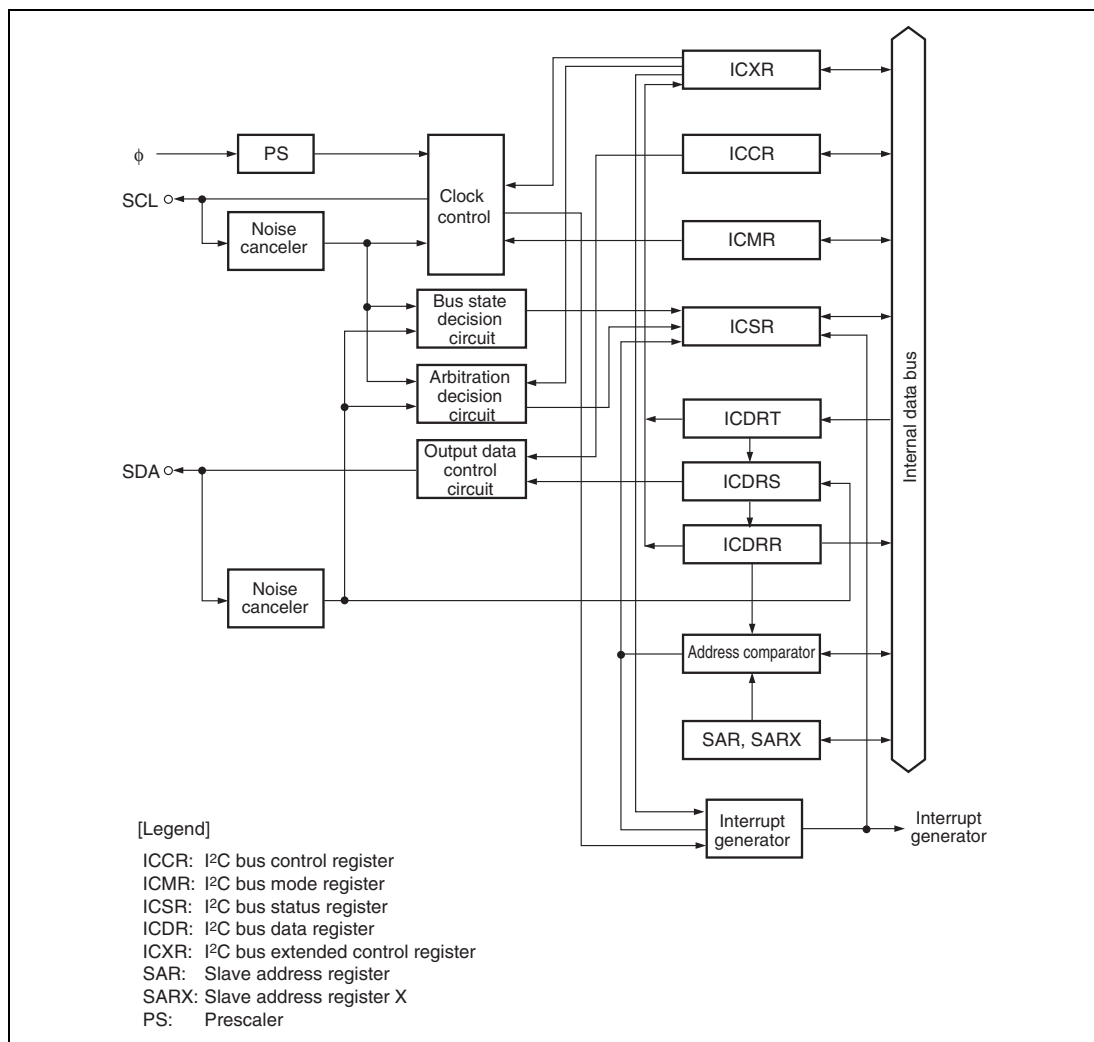 ICXR
φ
PS
ICCR
SCL
Clock
control
Noise
canceler
ICMR
Bus state
decision
circuit
ICSR
Arbitration
decision
circuit
Internal data bus
ICDRT
SDA
Output data
control
circuit
ICDRS
ICDRR
Noise
canceler
Address comparator
SAR, SARX
Interrupt
generator
Interrupt
generator
[Legend]
ICCR: I²C bus control register
ICMR: I²C bus mode register
ICSR: I²C bus status register
ICDR: I²C bus data register
ICXR: I²C bus extended control register
SAR: Slave address register
SARX: Slave address register X
PS: Prescaler